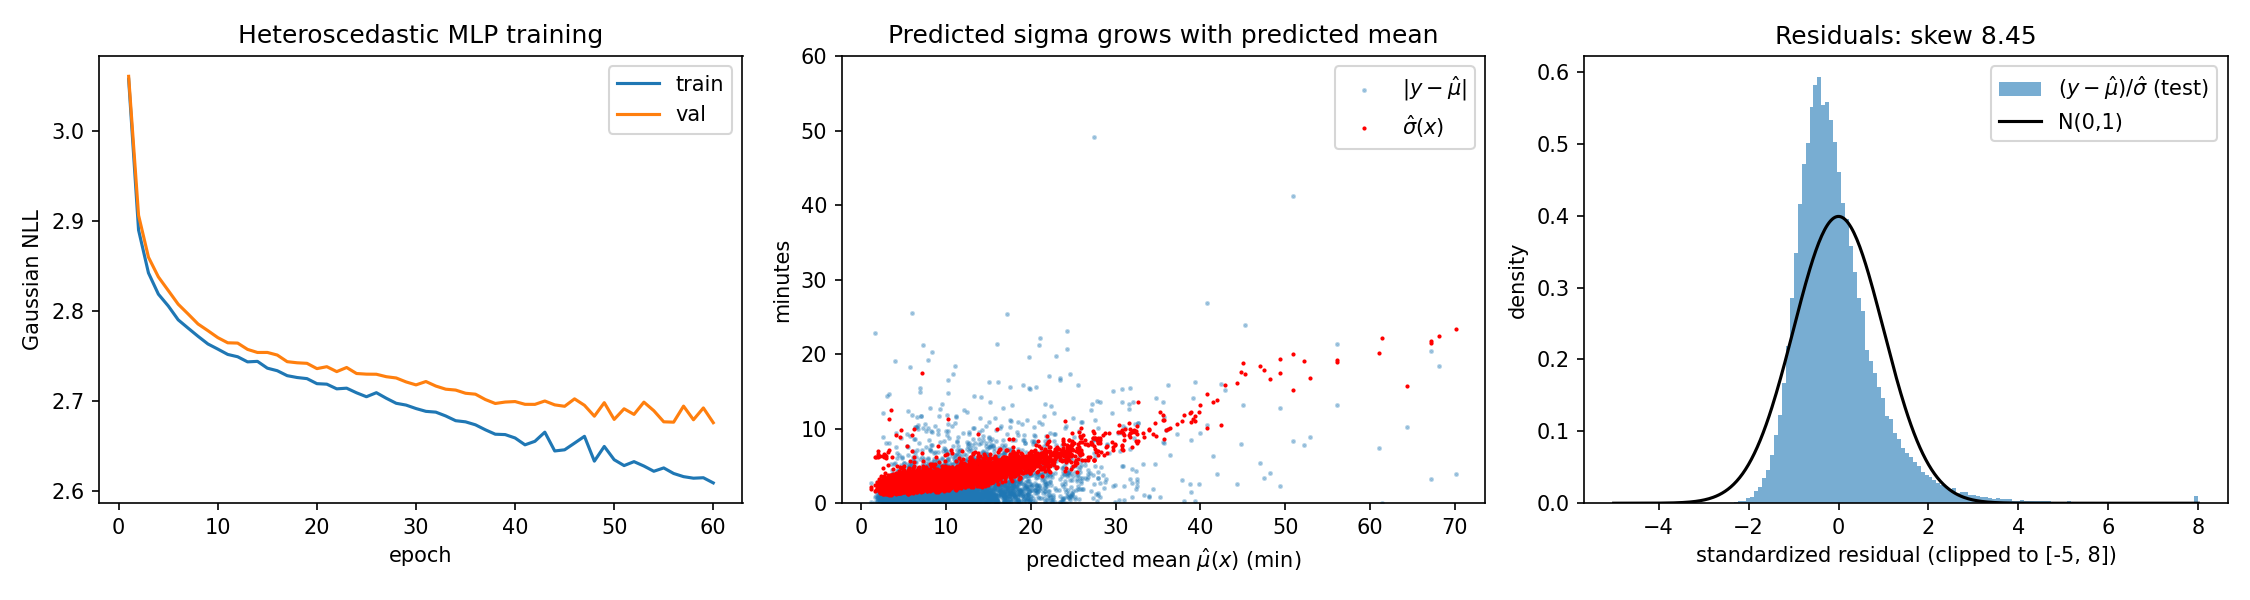 Heteroscedastic MLP training
Gaussian NLL
3.0
2.9
2.8
2.7
2.6
0 10 20 30 40 50 60
epoch
train
val
Predicted sigma grows with predicted mean
minutes
60
50
40
30
20
10
0
0 10 20 30 40 50 60 70
predicted mean μ̂(x) (min)
|y − μ̂|
σ̂(x)
Residuals: skew 8.45
density
0.6
0.5
0.4
0.3
0.2
0.1
0.0
−4 −2 0 2 4 6 8
standardized residual (clipped to [-5, 8])
(y − μ̂)/σ̂ (test)
N(0,1)